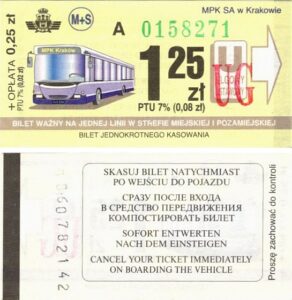 MPK SA w Krakowie
M+S
A 0158271
+ OPŁATA 0,25 zł
PTU 7% (0,02 zł)
MPK Kraków
1 25
zł
PTU 7% (0,08 zł)
U
UG
BILET WAŻNY NA JEDNEJ LINII W STREFIE MIEJSKIEJ I POZAMIEJSKIEJ
BILET JEDNOKROTNEGO KASOWANIA
SKASUJ BILET NATYCHMIAST
PO WEJŚCIU DO POJAZDU
СРАЗУ ПОСЛЕ ВХОДА
В СРЕДСТВО ПЕРЕДВИЖЕНИЯ
КОМПОСТИРОВАТЬ БИЛЕТ
SOFORT ENTWERTEN
NACH DEM EINSTEIGEN
CANCEL YOUR TICKET IMMEDIATELY
ON BOARDING THE VEHICLE
Proszę zachować do kontroli